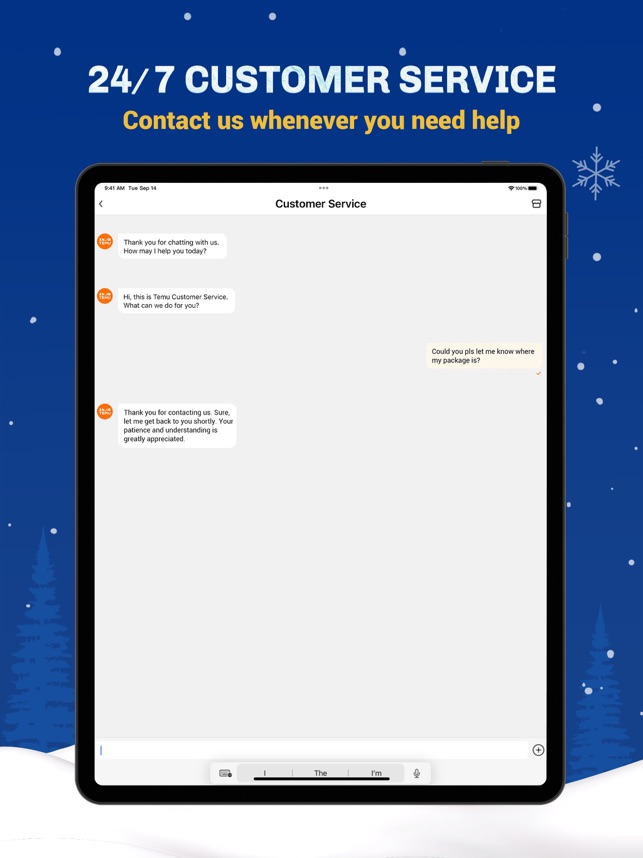 24/7 CUSTOMER SERVICE
Contact us whenever you need help
9:41 AM Tue Sep 14
100%
Customer Service
TEMU
Thank you for chatting with us.
How may I help you today?
TEMU
Hi, this is Temu Customer Service.
What can we do for you?
Could you pls let me know where
my package is?
TEMU
Thank you for contacting us. Sure,
let me get back to you shortly. Your
patience and understanding is
greatly appreciated.
I The I'm